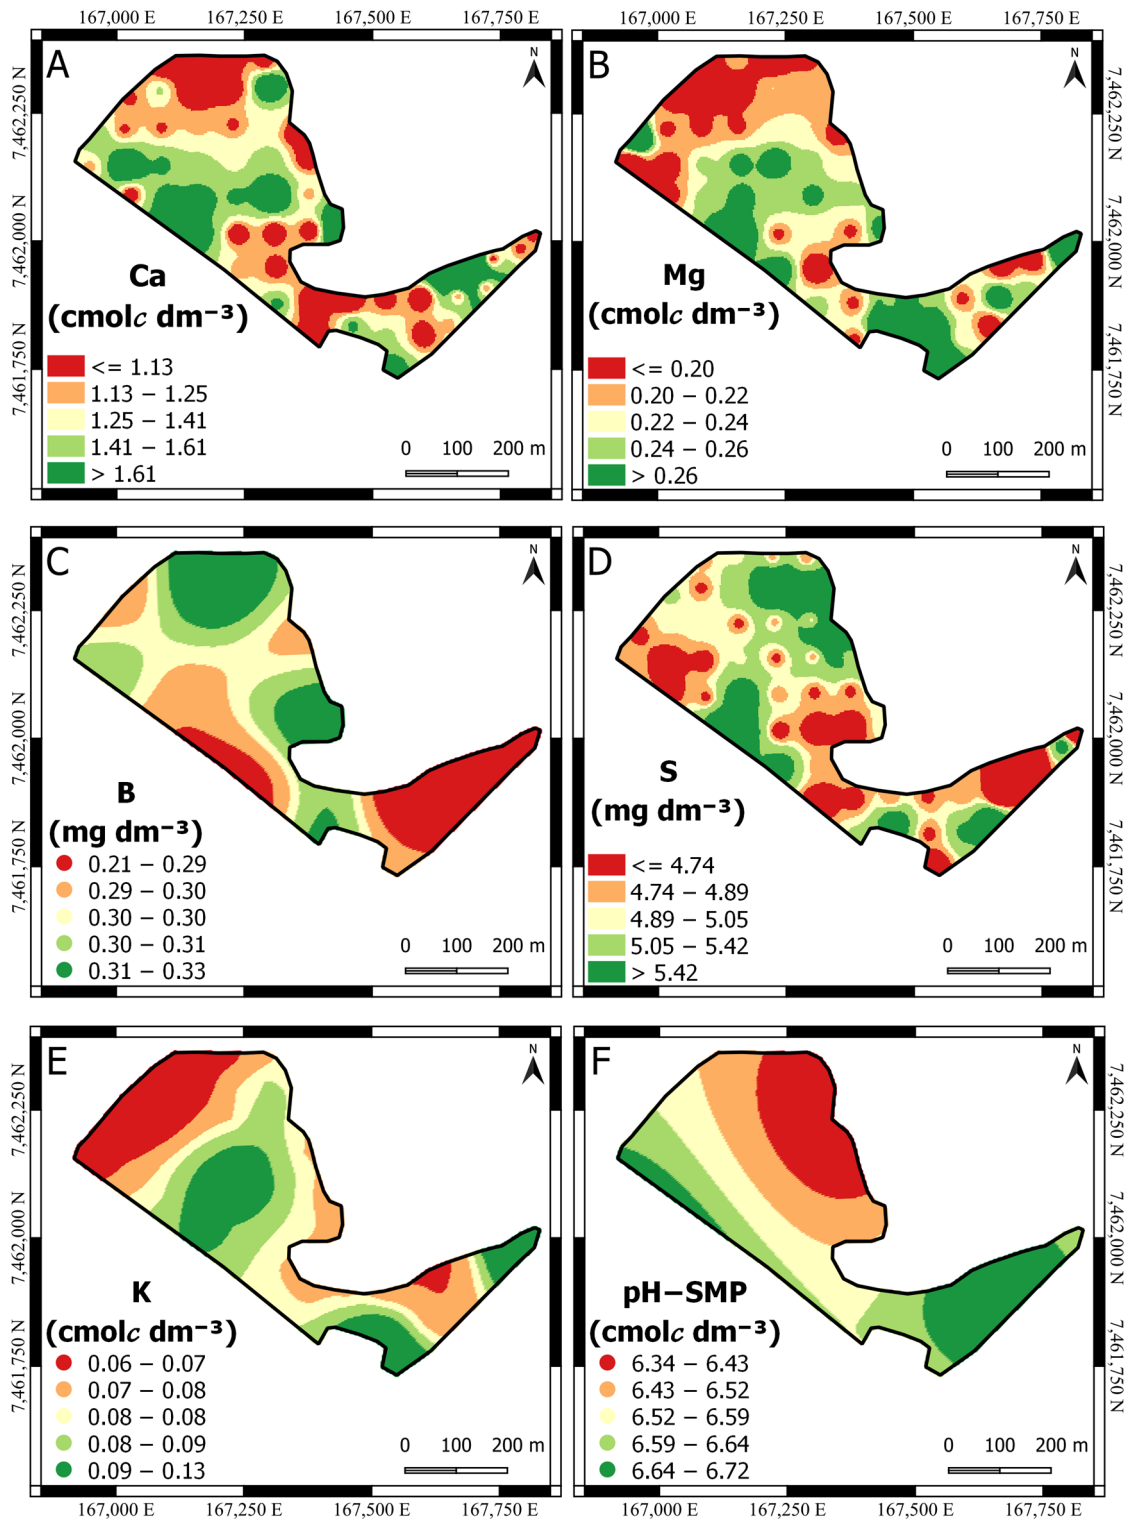 167,000 E 167,250 E 167,500 E 167,750 E
167,000 E 167,250 E 167,500 E 167,750 E
7,462,250 N
7,462,000 N
7,461,750 N
A
N
Ca
(cmolc dm⁻³)
<= 1.13
1.13 – 1.25
1.25 – 1.41
1.41 – 1.61
> 1.61
0 100 200 m
B
N
Mg
(cmolc dm⁻³)
<= 0.20
0.20 – 0.22
0.22 – 0.24
0.24 – 0.26
> 0.26
0 100 200 m
7,462,250 N
7,462,000 N
7,461,750 N
7,462,250 N
7,462,000 N
7,461,750 N
C
N
B
(mg dm⁻³)
0.21 – 0.29
0.29 – 0.30
0.30 – 0.30
0.30 – 0.31
0.31 – 0.33
0 100 200 m
D
N
S
(mg dm⁻³)
<= 4.74
4.74 – 4.89
4.89 – 5.05
5.05 – 5.42
> 5.42
0 100 200 m
7,462,250 N
7,462,000 N
7,461,750 N
7,462,250 N
7,462,000 N
7,461,750 N
E
N
K
(cmolc dm⁻³)
0.06 – 0.07
0.07 – 0.08
0.08 – 0.08
0.08 – 0.09
0.09 – 0.13
0 100 200 m
F
N
pH–SMP
(cmolc dm⁻³)
6.34 – 6.43
6.43 – 6.52
6.52 – 6.59
6.59 – 6.64
6.64 – 6.72
0 100 200 m
7,462,250 N
7,462,000 N
7,461,750 N
167,000 E 167,250 E 167,500 E 167,750 E
167,000 E 167,250 E 167,500 E 167,750 E